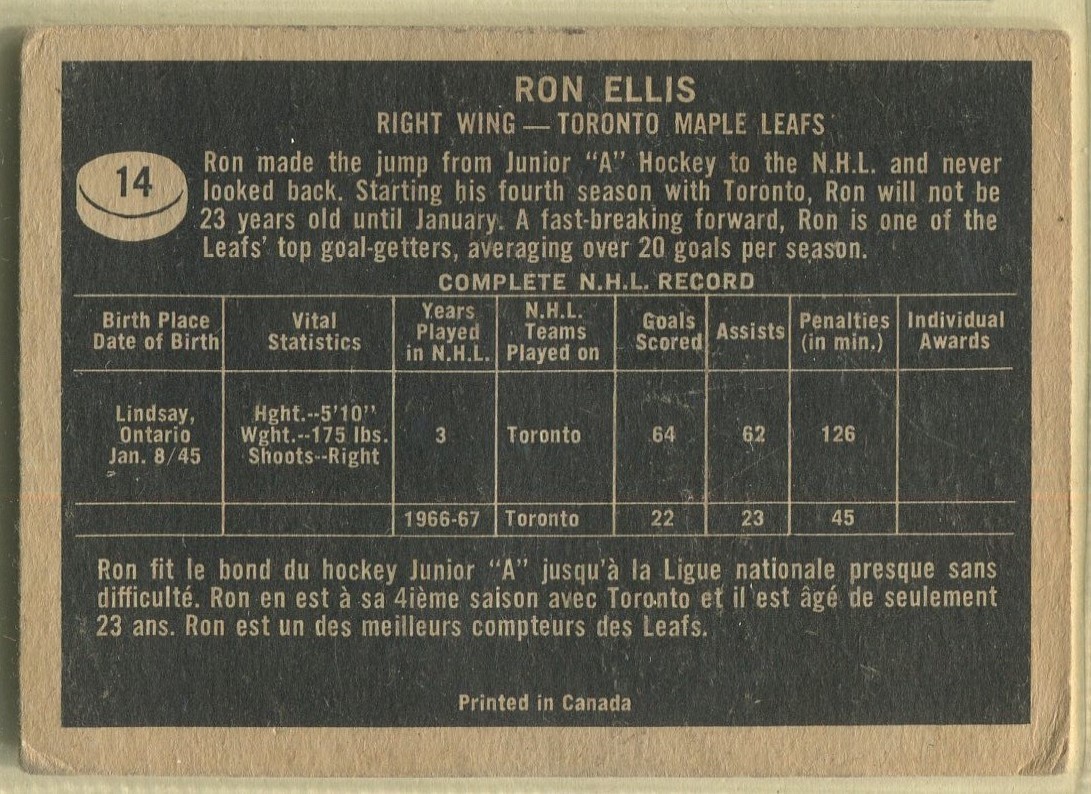 RON ELLIS
RIGHT WING — TORONTO MAPLE LEAFS
14
Ron made the jump from Junior “A” Hockey to the N.H.L. and never
looked back. Starting his fourth season with Toronto, Ron will not be
23 years old until January. A fast-breaking forward, Ron is one of the
Leafs' top goal-getters, averaging over 20 goals per season.
COMPLETE N.H.L. RECORD
Birth Place
Date of Birth
Vital
Statistics
Years
Played
in N.H.L.
N.H.L.
Teams
Played on
Goals
Scored
Assists
Penalties
(in min.)
Individual
Awards
Lindsay,
Ontario
Jan. 8/45
Hght.--5'10''
Wght.--175 lbs.
Shoots--Right
3
Toronto
64
62
126
1966-67
Toronto
22
23
45
Ron fit le bond du hockey Junior “A” jusqu'à la Ligue nationale presque sans
difficulté. Ron en est à sa 4ième saison avec Toronto et il est âgé de seulement
23 ans. Ron est un des meilleurs compteurs des Leafs.
Printed in Canada